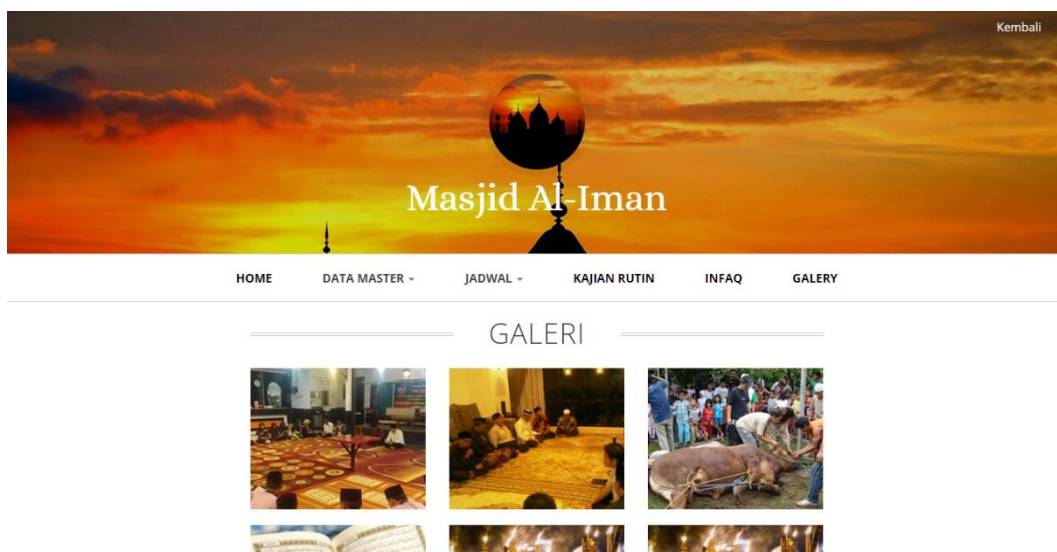 Kembali
Masjid Al-Iman
HOME DATA MASTER JADWAL KAJIAN RUTIN INFAQ GALERY
GALERI